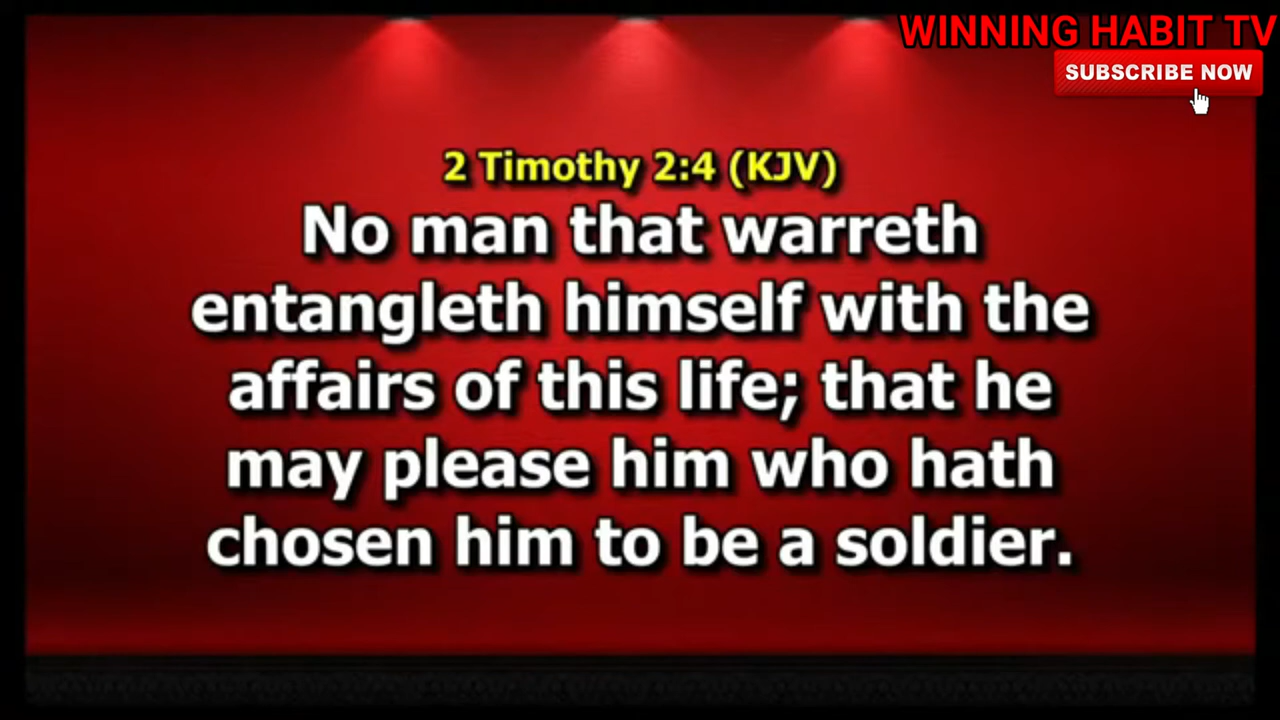 WINNING HABIT TV
SUBSCRIBE NOW
2 Timothy 2:4 (KJV)
No man that warreth
entangleth himself with the
affairs of this life; that he
may please him who hath
chosen him to be a soldier.